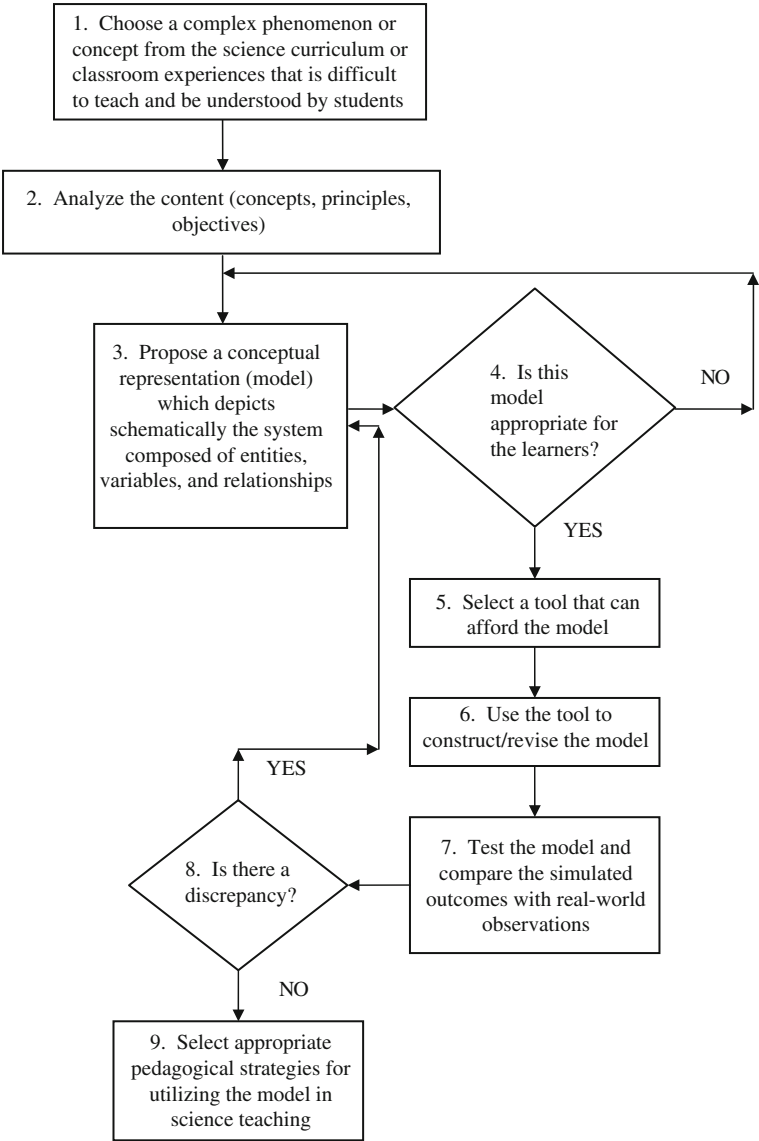 1. Choose a complex phenomenon or
concept from the science curriculum or
classroom experiences that is difficult
to teach and be understood by students
2. Analyze the content (concepts, principles,
objectives)
3. Propose a conceptual
representation (model)
which depicts
schematically the system
composed of entities,
variables, and relationships
4. Is this
model
appropriate for
the learners?
NO
YES
5. Select a tool that can
afford the model
6. Use the tool to
construct/revise the model
7. Test the model and
compare the simulated
outcomes with real-world
observations
8. Is there a
discrepancy?
YES
NO
9. Select appropriate
pedagogical strategies for
utilizing the model in
science teaching